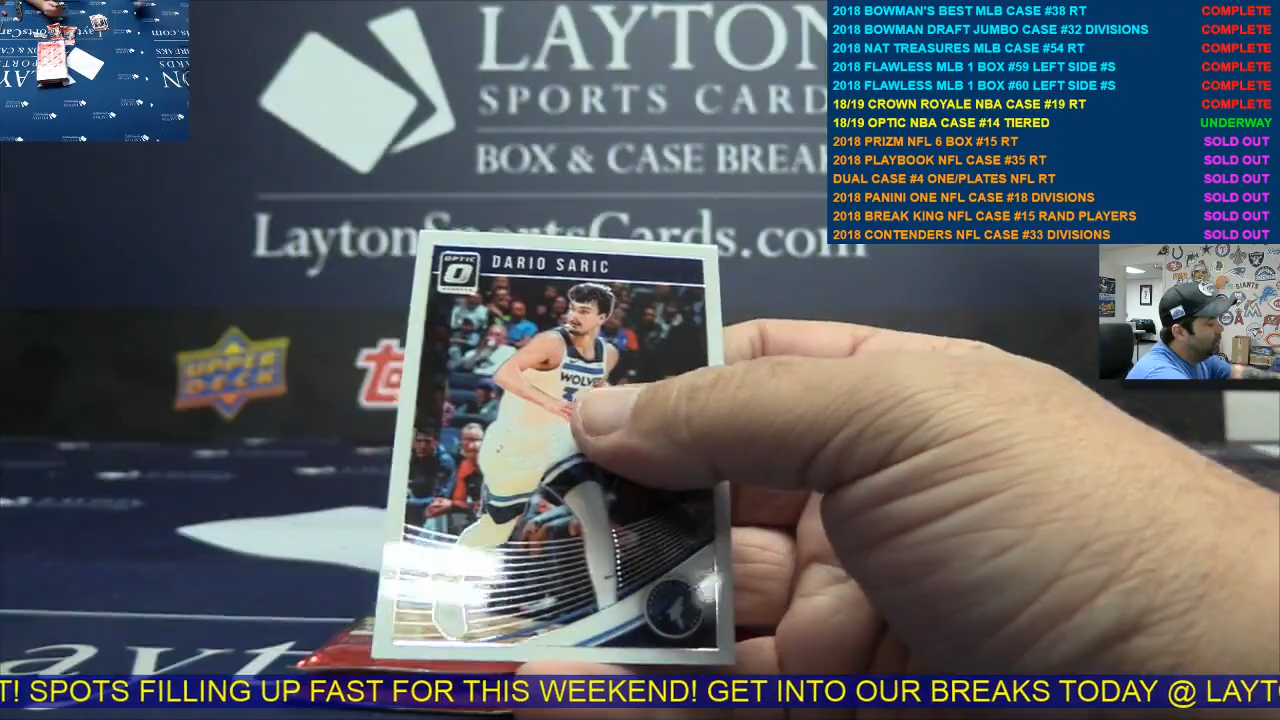 LAYTON
SPORTS CARD
BOX & CASE BREA
LaytonSportsCards.com
2018 BOWMAN'S BEST MLB CASE #38 RT COMPLETE
2018 BOWMAN DRAFT JUMBO CASE #32 DIVISIONS COMPLETE
2018 NAT TREASURES MLB CASE #54 RT COMPLETE
2018 FLAWLESS MLB 1 BOX #59 LEFT SIDE #S COMPLETE
2018 FLAWLESS MLB 1 BOX #60 LEFT SIDE #S COMPLETE
18/19 CROWN ROYALE NBA CASE #19 RT COMPLETE
18/19 OPTIC NBA CASE #14 TIERED UNDERWAY
2018 PRIZM NFL 6 BOX #15 RT SOLD OUT
2018 PLAYBOOK NFL CASE #35 RT SOLD OUT
DUAL CASE #4 ONE/PLATES NFL RT SOLD OUT
2018 PANINI ONE NFL CASE #18 DIVISIONS SOLD OUT
2018 BREAK KING NFL CASE #15 RAND PLAYERS SOLD OUT
2018 CONTENDERS NFL CASE #33 DIVISIONS SOLD OUT
OPTIC
DARIO SARIC
WOLVES
UPPER
DECK
GIANTS
T! SPOTS FILLING UP FAST FOR THIS WEEKEND! GET INTO OUR BREAKS TODAY @ LAYT